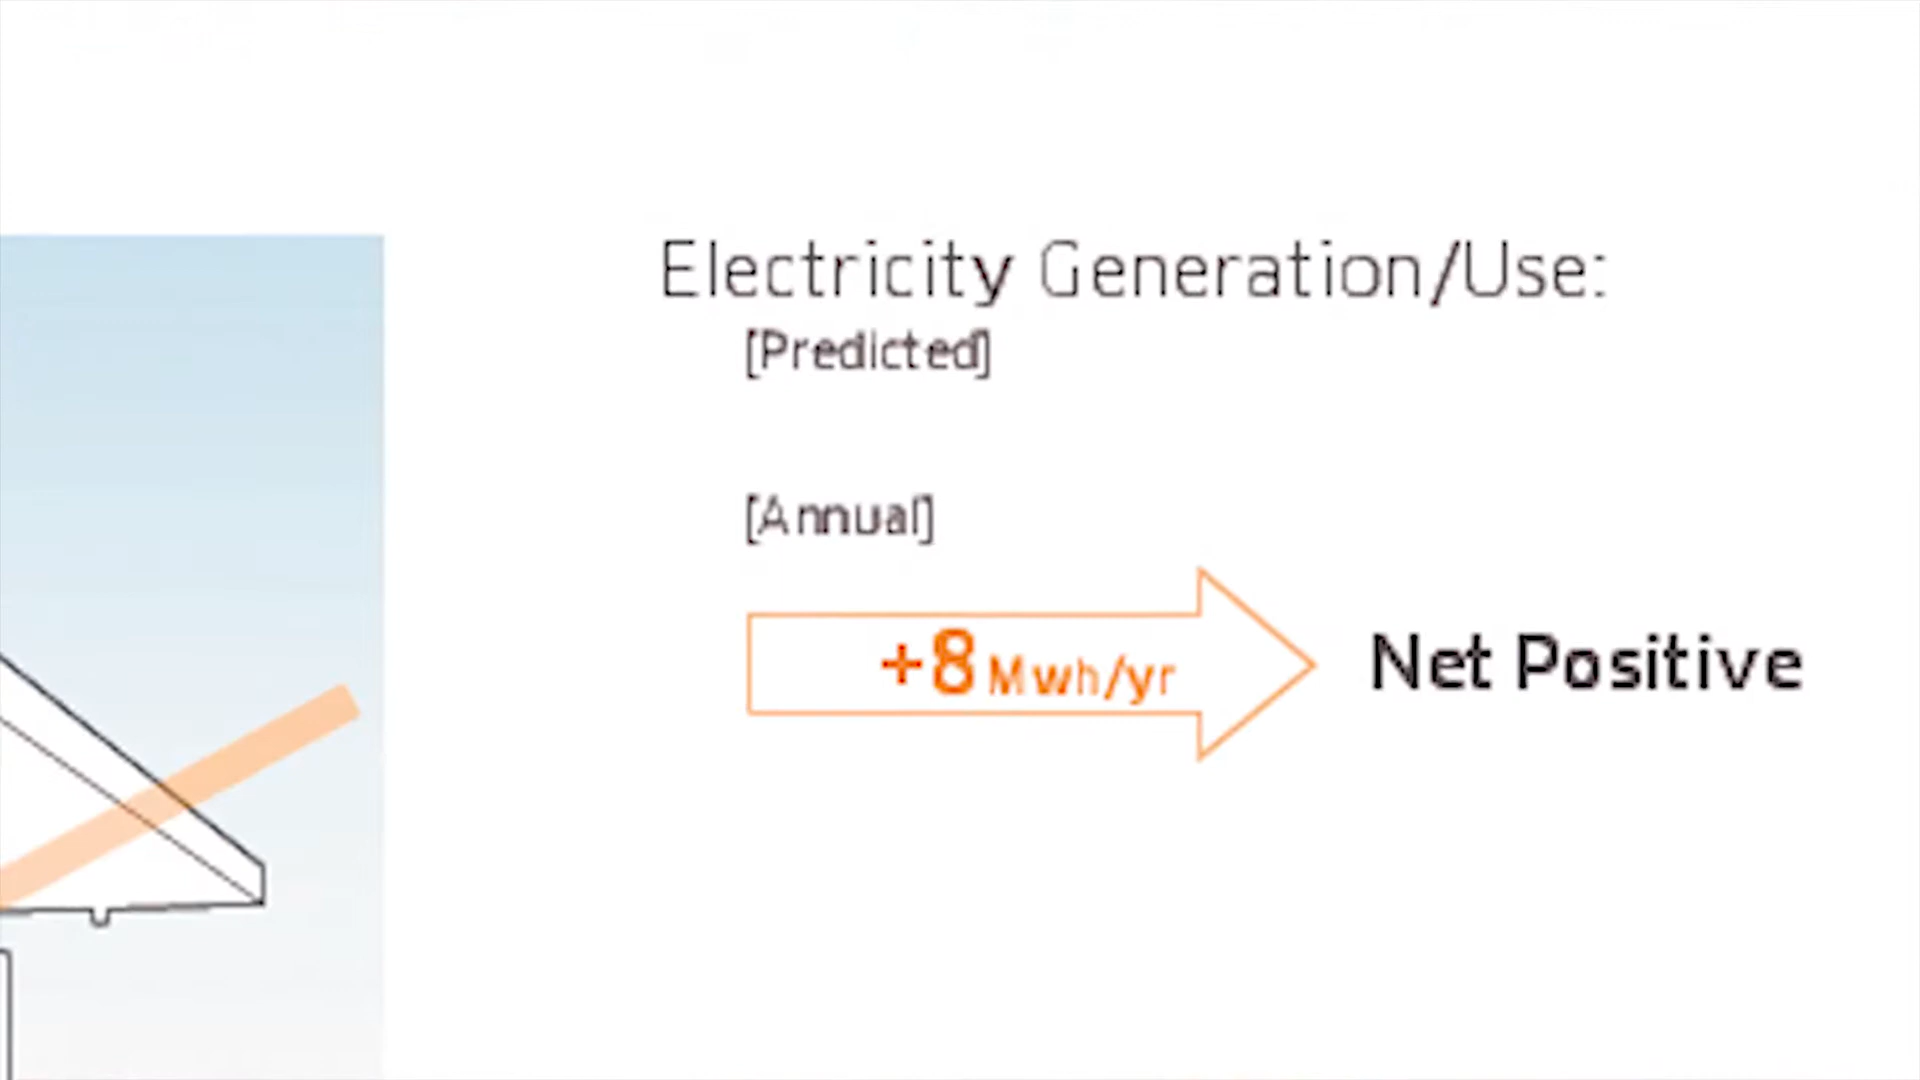 Electricity Generation/Use:
[Predicted]
[Annual]
+8 Mwh/yr
Net Positive